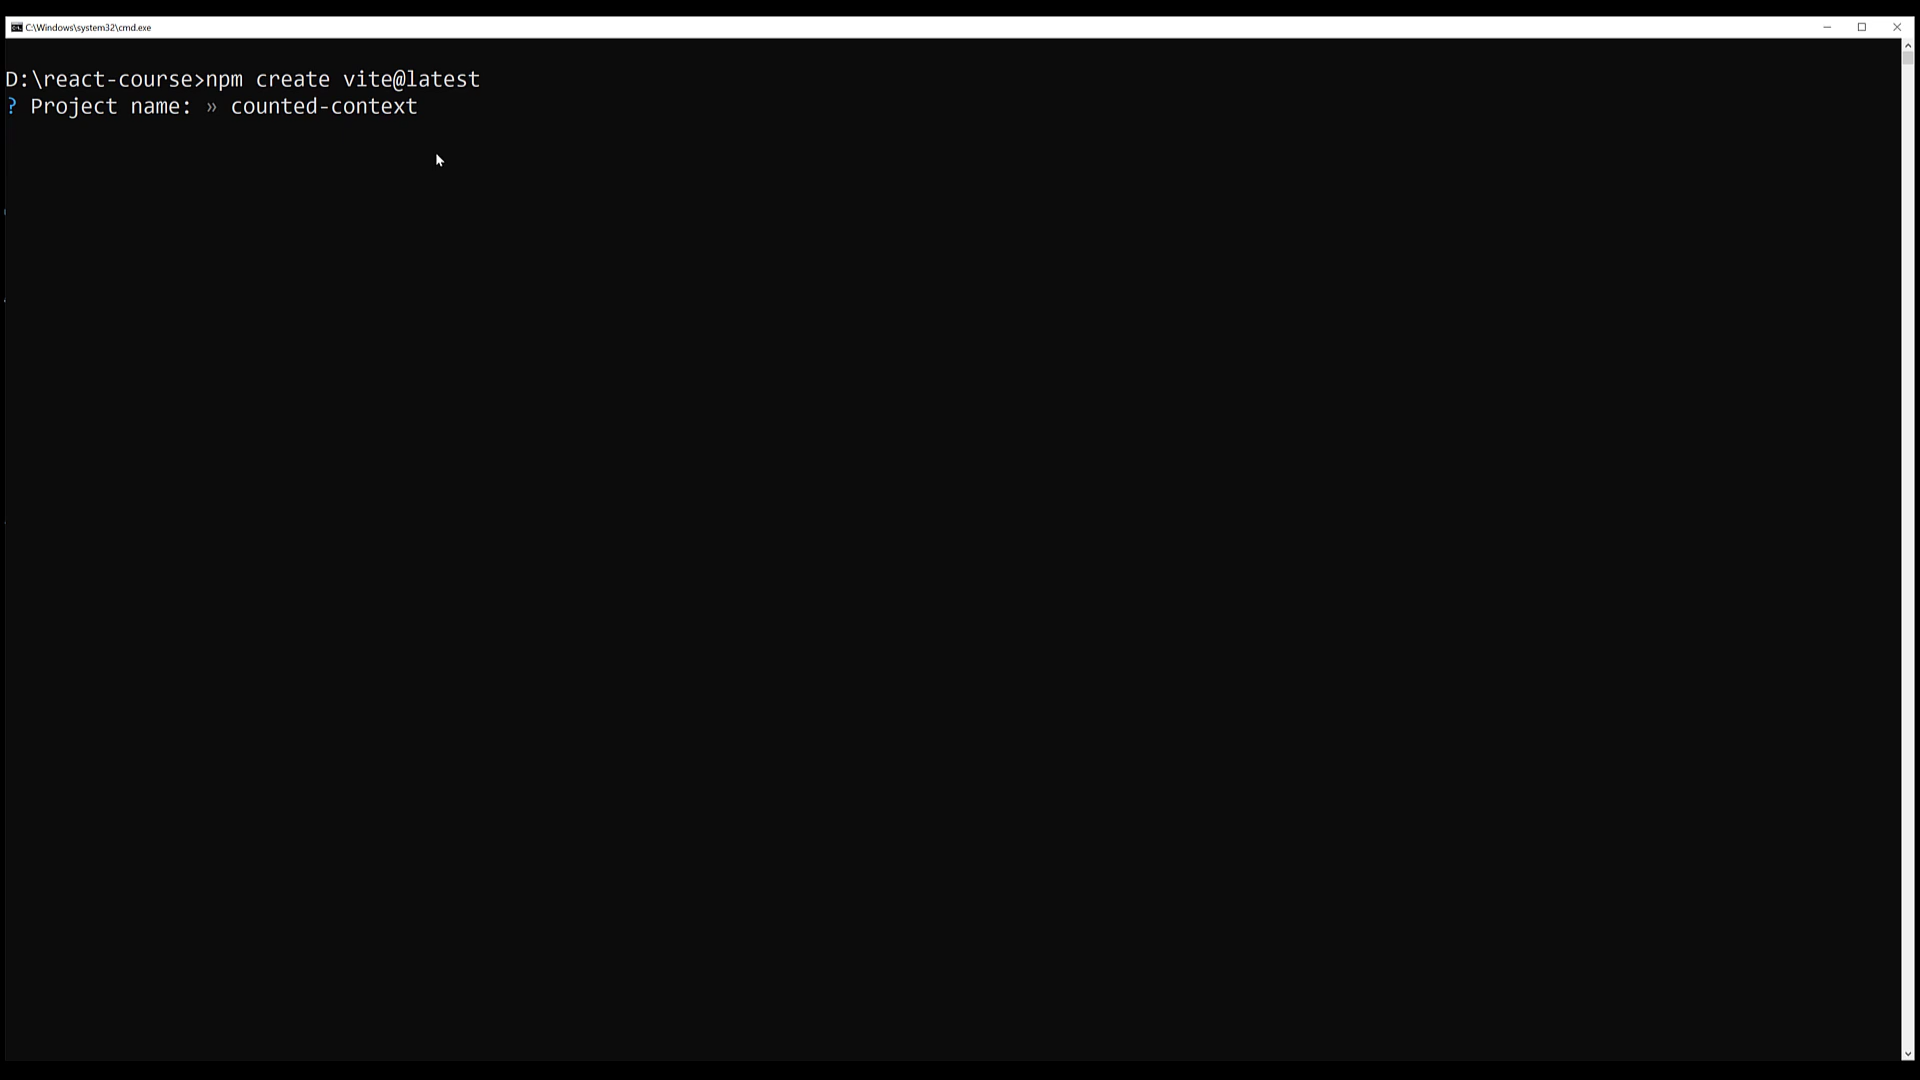 C:\Windows\system32\cmd.exe
D:\react-course>npm create vite@latest
? Project name: » counted-context